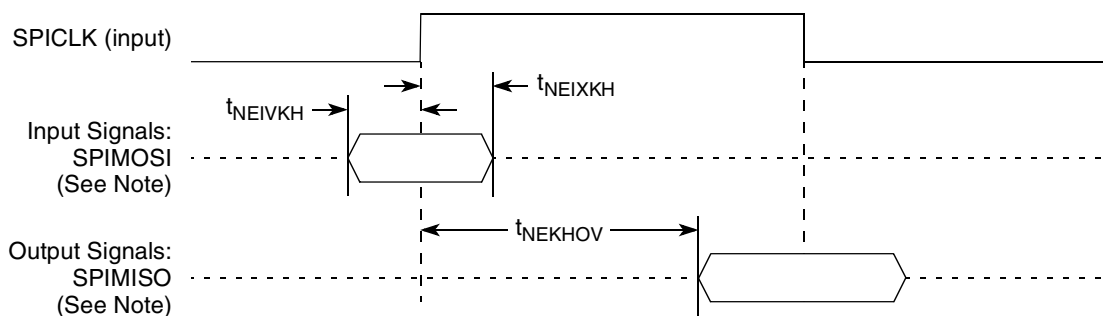 SPICLK (input)
tNEIXKH
tNEIVKH
Input Signals:
SPIMOSI
(See Note)
tNEKHOV
Output Signals:
SPIMISO
(See Note)